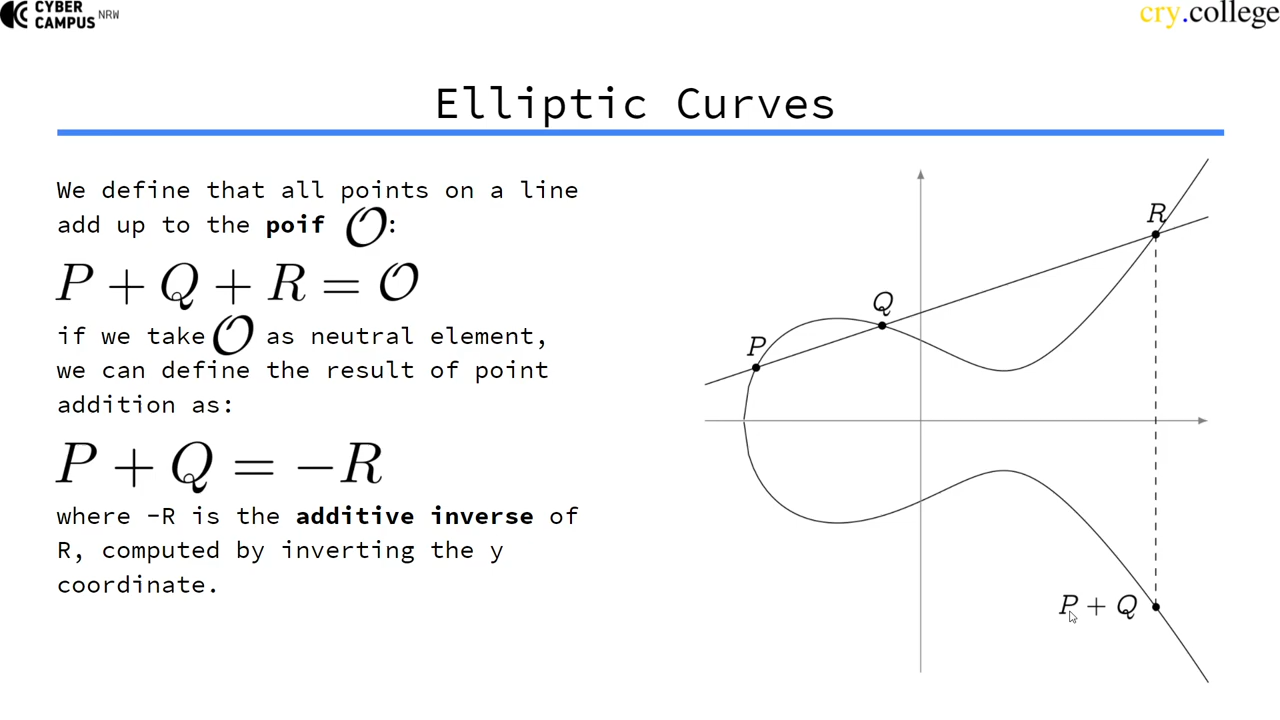 CYBER
CAMPUS NRW
cry.college
Elliptic Curves
We define that all points on a line
add up to the poif 𝒪:
P + Q + R = 𝒪
if we take 𝒪 as neutral element,
we can define the result of point
addition as:
P + Q = −R
where -R is the additive inverse of
R, computed by inverting the y
coordinate.
R
Q
P
P + Q